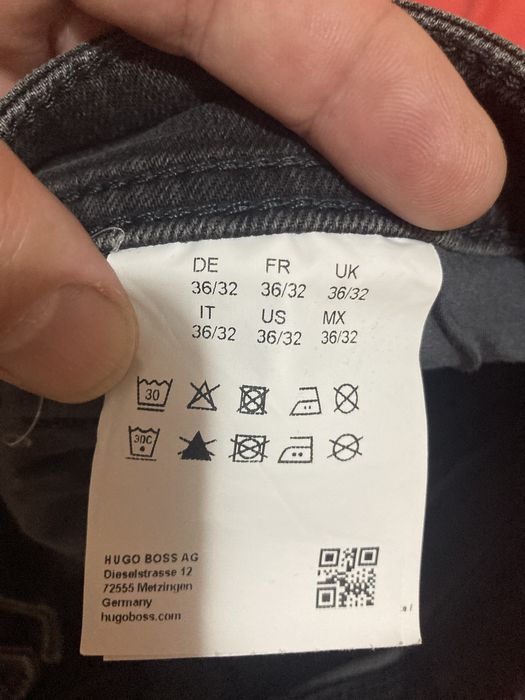 DE FR UK
36/32 36/32 36/32
IT US MX
36/32 36/32 36/32
30
30C
HUGO BOSS AG
Dieselstrasse 12
72555 Metzingen
Germany
hugoboss.com